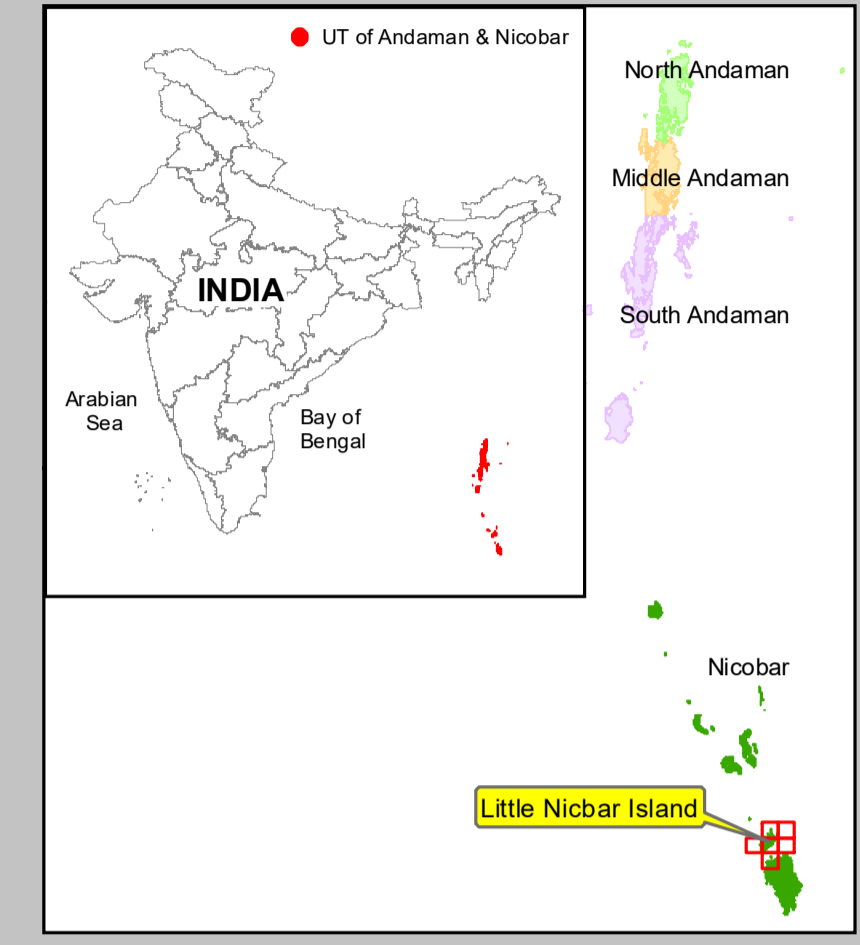 UT of Andaman & Nicobar
INDIA
Arabian
Sea
Bay of
Bengal
North Andaman
Middle Andaman
South Andaman
Nicobar
Little Nicbar Island